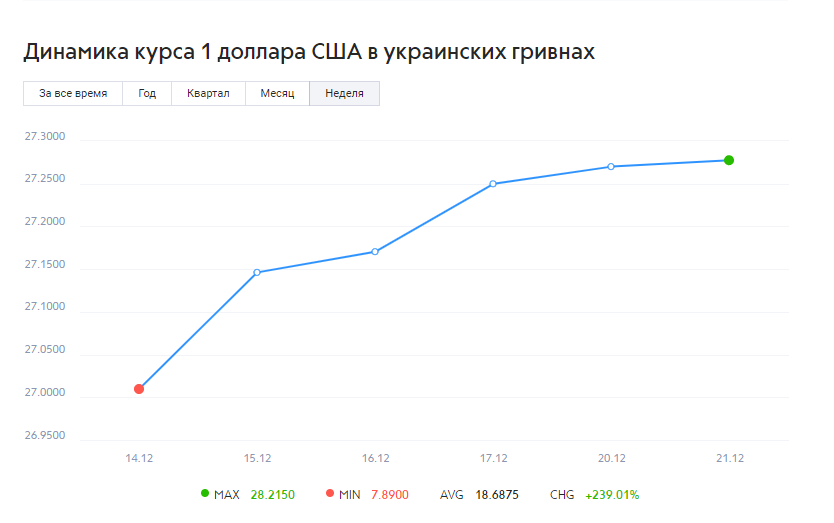 Динамика курса 1 доллара США в украинских гривнах
За все время Год Квартал Месяц Неделя
27.3000
27.2500
27.2000
27.1500
27.1000
27.0500
27.0000
26.9500
14.12 15.12 16.12 17.12 20.12 21.12
MAX 28.2150 MIN 7.8900 AVG 18.6875 CHG +239.01%